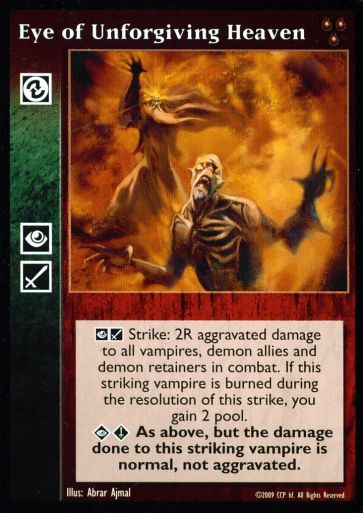 Eye of Unforgiving Heaven
Strike: 2R aggravated damage
to all vampires, demon allies and
demon retainers in combat. If this
striking vampire is burned during
the resolution of this strike, you
gain 2 pool.
As above, but the damage
done to this striking vampire is
normal, not aggravated.
Illus: Abrar Ajmal
©2009 CCP hf. All Rights Reserved